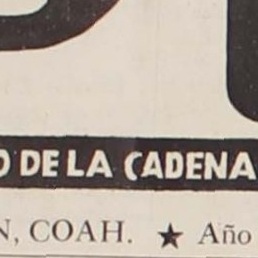 O DE LA CADENA
N, COAH. ★ Año